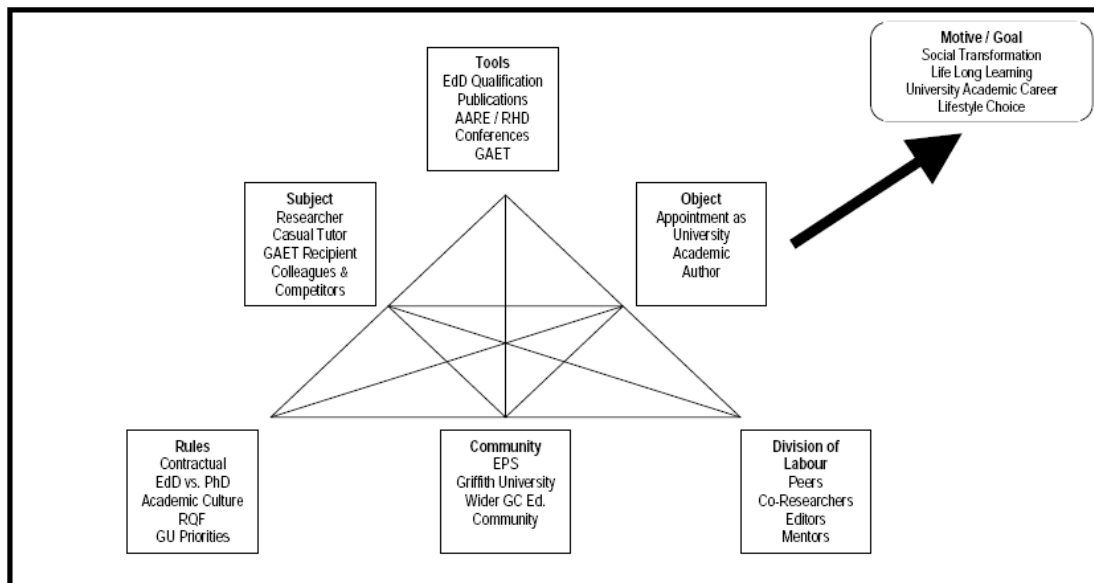 Tools
EdD Qualification
Publications
AARE / RHD
Conferences
GAET
Motive / Goal
Social Transformation
Life Long Learning
University Academic Career
Lifestyle Choice
Subject
Researcher
Casual Tutor
GAET Recipient
Colleagues &
Competitors
Object
Appointment as
University
Academic
Author
Rules
Contractual
EdD vs. PhD
Academic Culture
RQF
GU Priorities
Community
EPS
Griffith University
Wider GC Ed.
Community
Division of
Labour
Peers
Co-Researchers
Editors
Mentors